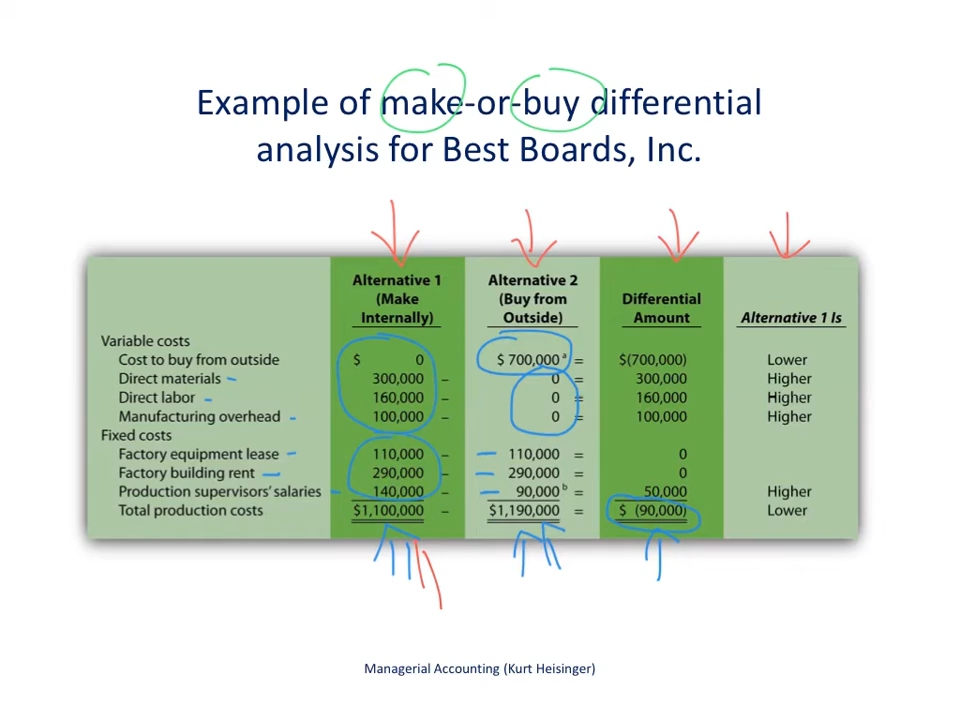 Example of make-or-buy differential
analysis for Best Boards, Inc.
Alternative 1 (Make Internally) Alternative 2 (Buy from Outside) Differential Amount Alternative 1 Is
Variable costs
Cost to buy from outside $ 0 $ 700,000 a = $(700,000) Lower
Direct materials 300,000 – 0 = 300,000 Higher
Direct labor 160,000 – 0 = 160,000 Higher
Manufacturing overhead 100,000 – 0 = 100,000 Higher
Fixed costs
Factory equipment lease 110,000 – 110,000 = 0
Factory building rent 290,000 – 290,000 = 0
Production supervisors' salaries 140,000 – 90,000 b = 50,000 Higher
Total production costs $1,100,000 – $1,190,000 = $ (90,000) Lower
Managerial Accounting (Kurt Heisinger)